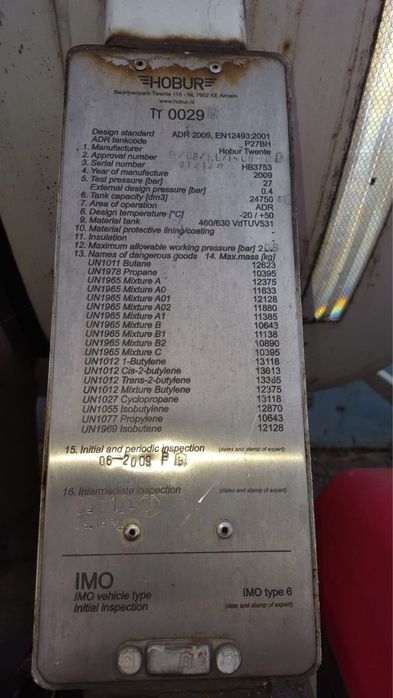 HOBUR
Bedrijvenpark Twente 115 - NL 7602 KE Almelo
www.hobur.nl
TT 0029
Design standard ADR 2009, EN12493:2001
ADR tankcode P27BH
1. Manufacturer Hobur Twente
2. Approval number
3. Serial number HB3753
4. Year of manufacture 2009
5. Test pressure [bar] 27
External design pressure [bar] 0.4
6. Tank capacity [dm3] 24750
7. Area of operation ADR
8. Design temperature [°C] -20 / +50
9. Material tank 460/630 VdTUV531
10. Material protective lining/coating -
11. Insulation -
12. Maximum allowable working pressure [bar]
13. Names of dangerous goods 14. Max.mass [kg]
UN1011 Butane 12623
UN1978 Propane 10395
UN1965 Mixture A 12375
UN1965 Mixture A0 11633
UN1965 Mixture A01 12128
UN1965 Mixture A02 11880
UN1965 Mixture A1 11385
UN1965 Mixture B 10643
UN1965 Mixture B1 11138
UN1965 Mixture B2 10890
UN1965 Mixture C 10395
UN1012 1-Butylene 13118
UN1012 Cis-2-butylene 13613
UN1012 Trans-2-butylene 13365
UN1012 Mixture Butylene 12375
UN1027 Cyclopropane 13118
UN1055 Isobutylene 12870
UN1077 Propylene 10643
UN1969 Isobutane 12128
15. Initial and periodic inspection (dates and stamp of expert)
06-2009 P
16. Intermediate inspection (dates and stamp of expert)
IMO
IMO vehicle type IMO type 6
Initial inspection (date and stamp of expert)